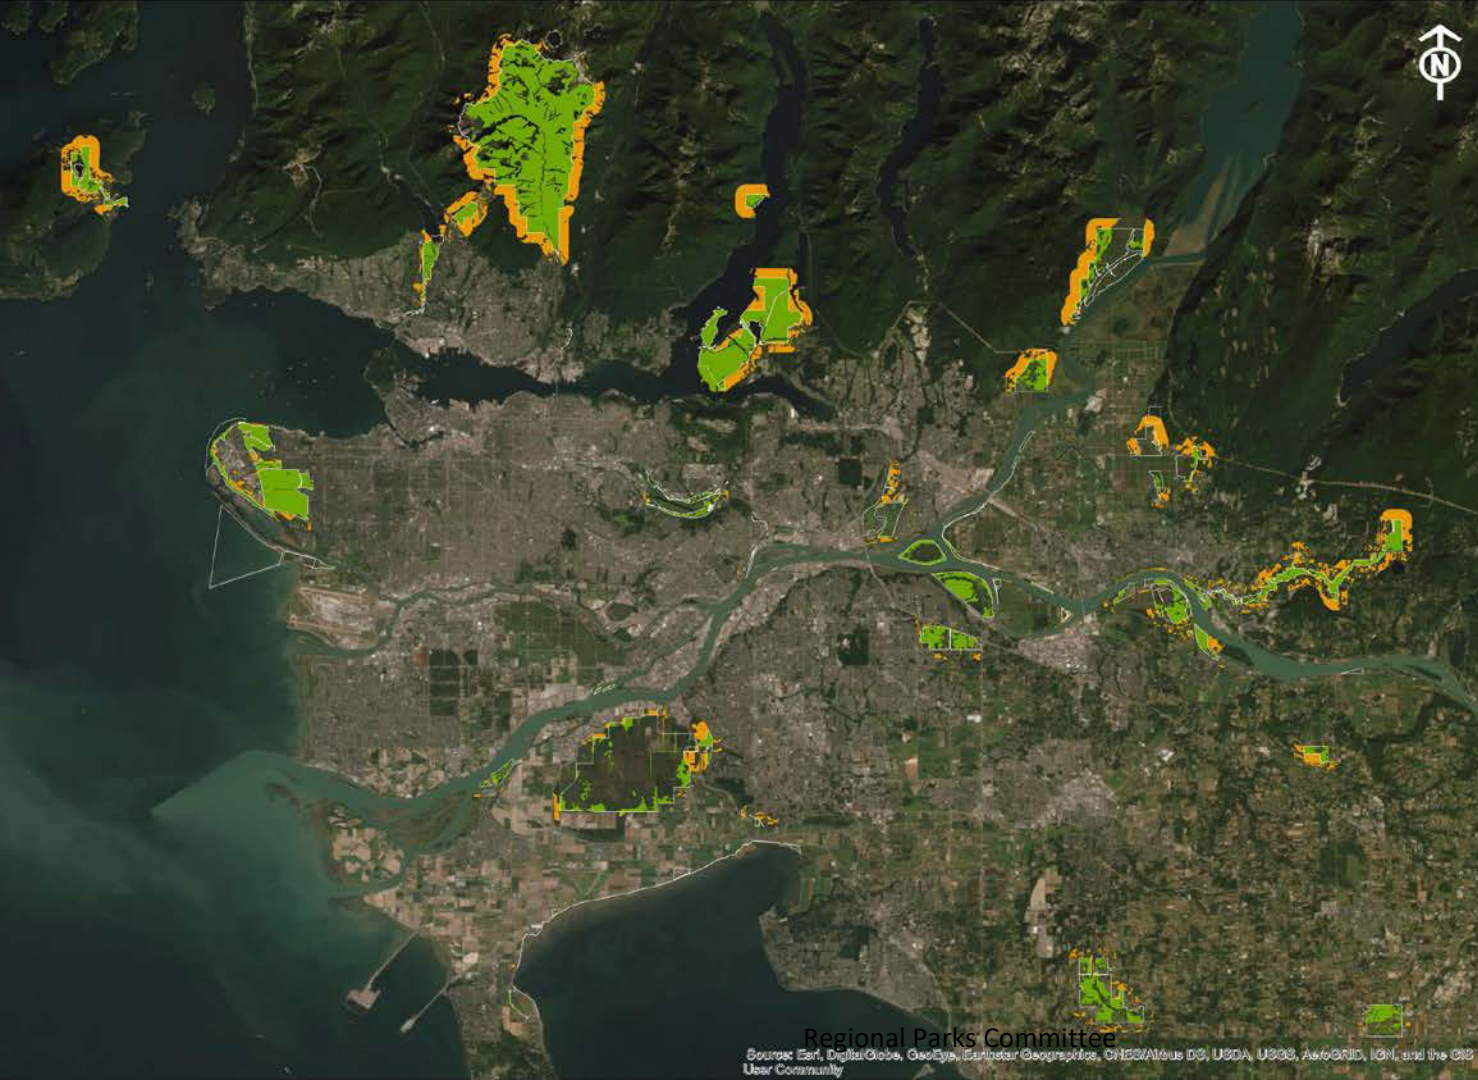 N
Regional Parks Committee
Source: Esri, DigitalGlobe, GeoEye, Earthstar Geographics, CNES/Airbus DS, USDA, USGS, AeroGRID, IGN, and the GIS
User Community